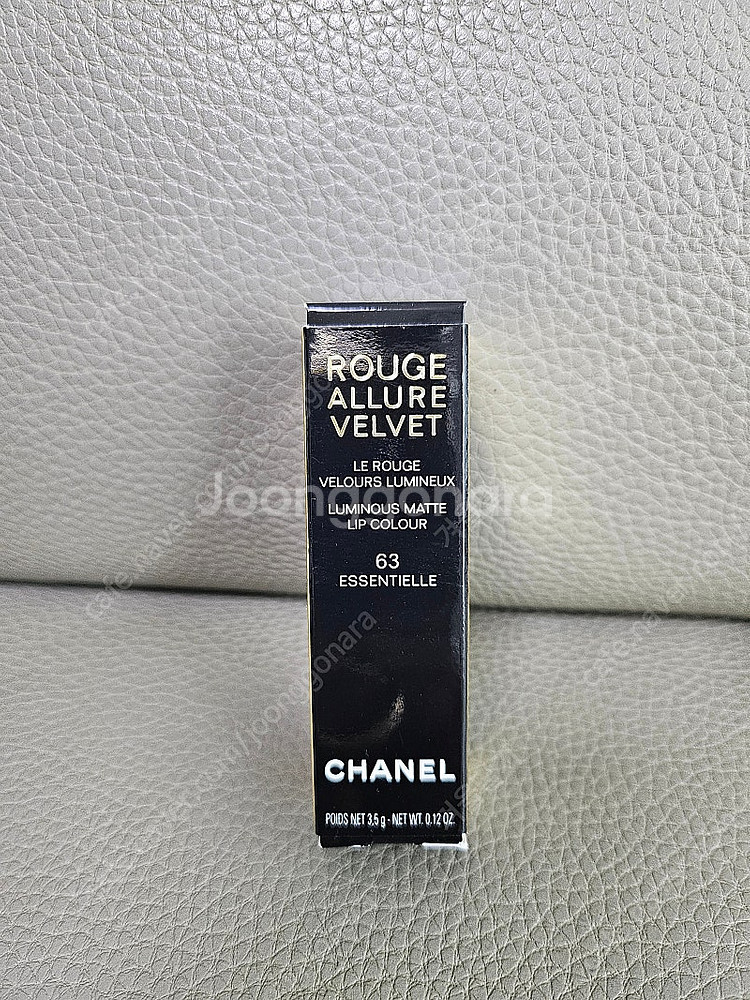 ROUGE
ALLURE
VELVET
LE ROUGE
VELOURS LUMINEUX
Joonggonara
LUMINOUS MATTE
LIP COLOUR
63
ESSENTIELLE
CHANEL
POIDS NET 3,5 g - NET WT. 0.12 OZ.